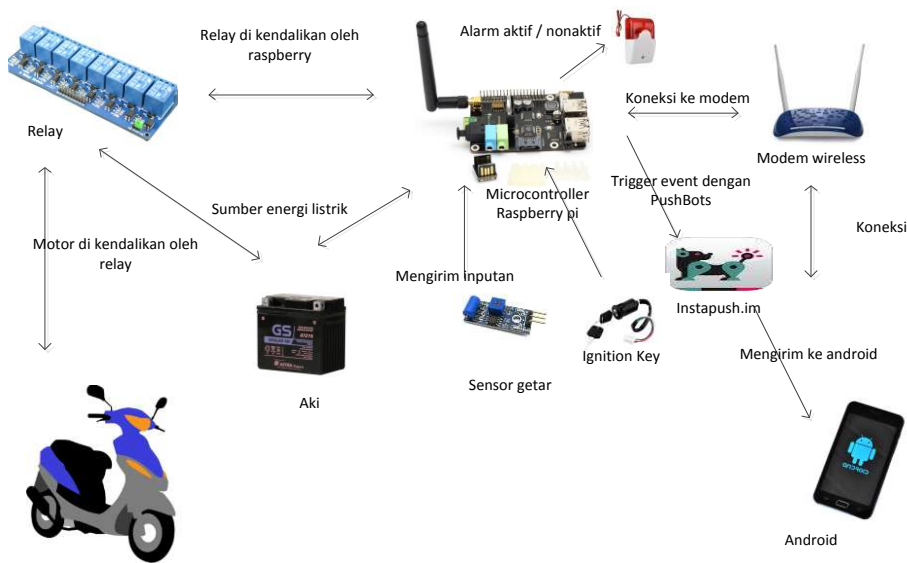 Alarm aktif / nonaktif
Relay di kendalikan oleh
raspberry
Koneksi ke modem
Relay
Modem wireless
Microcontroller
Raspberry pi
Trigger event dengan
PushBots
Sumber energi listrik
Koneksi
Motor di kendalikan oleh
relay
Mengirim inputan
Instapush.im
GS
Ignition Key
Mengirim ke android
Sensor getar
Aki
Android